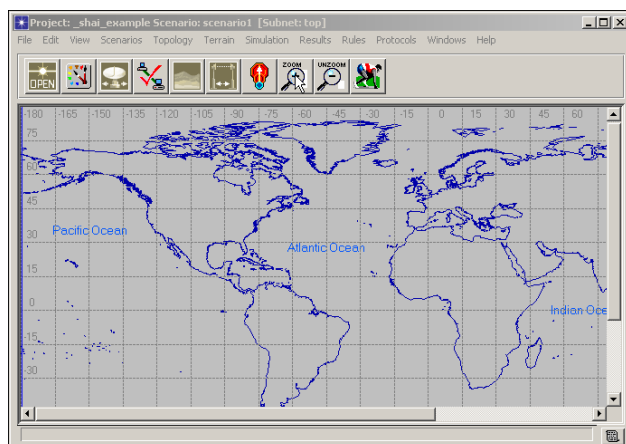 Project: _shai_example Scenario: scenario1 [Subnet: top]
File Edit View Scenarios Topology Terrain Simulation Results Rules Protocols Windows Help
OPEN ZOOM UNZOOM
-180 -165 -150 -135 -120 -105 -90 -75 -60 -45 -30 -15 0 15 30 45 60
75
60
45
30
Pacific Ocean
Atlantic Ocean
15
0
Indian Oce
-15
-30